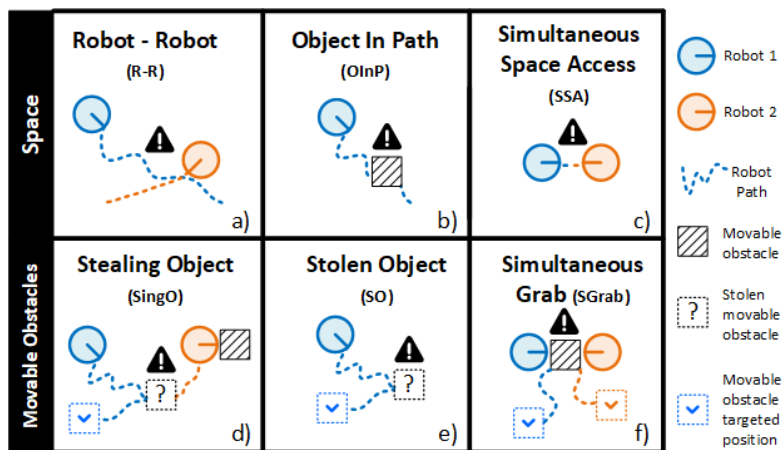 Space
Robot - Robot
(R-R)
a)
Object In Path
(OInP)
b)
Simultaneous
Space Access
(SSA)
c)
Movable Obstacles
Stealing Object
(SingO)
?
d)
Stolen Object
(SO)
?
e)
Simultaneous
Grab (SGrab)
f)
Robot 1
Robot 2
Robot
Path
Movable
obstacle
?
Stolen
movable
obstacle
Movable
obstacle
targeted
position